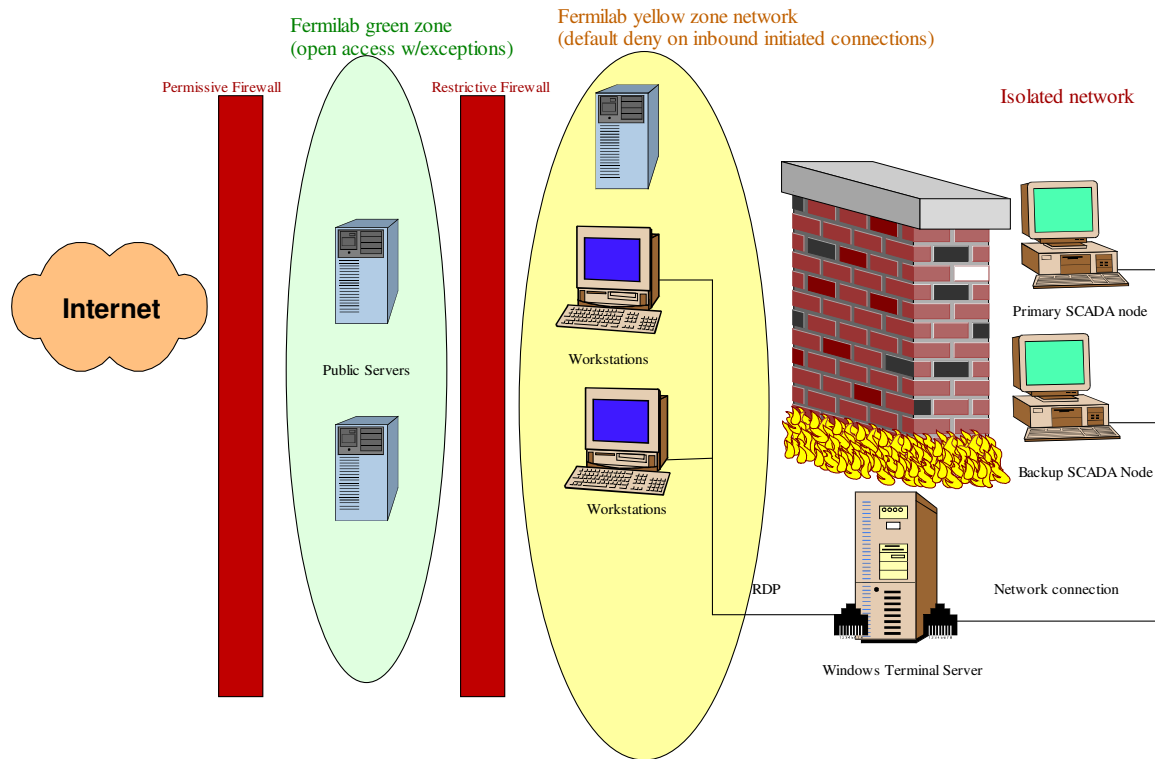 Fermilab green zone
(open access w/exceptions)
Fermilab yellow zone network
(default deny on inbound initiated connections)
Permissive Firewall
Restrictive Firewall
Isolated network
Internet
Public Servers
Workstations
Workstations
Primary SCADA node
Backup SCADA Node
RDP
Network connection
Windows Terminal Server